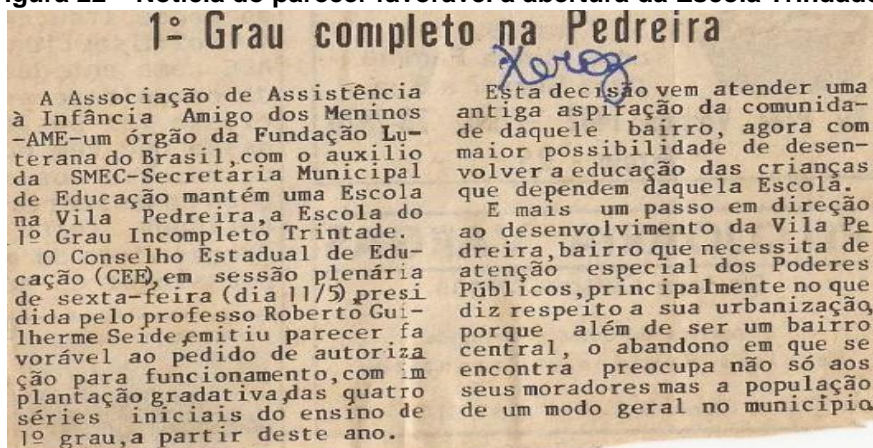 igura 22 – Notícia do parecer favorável à abertura da Escola Trindade
1º Grau completo na Pedreira
Xerox
A Associação de Assistência
à Infância Amigo dos Meninos
-AME-um órgão da Fundação Lu-
terana do Brasil,com o auxilio
da SMEC-Secretaria Municipal
de Educação mantém uma Escola
na Vila Pedreira,a Escola do
1º Grau Incompleto Trintade.
O Conselho Estadual de Edu-
cação (CEE),em sessão plenária
de sexta-feira (dia 11/5) presi
dida pelo professo Roberto Gui-
lherme Seide,emitiu parecer fa
vorável ao pedido de autoriza
ção para funcionamento,com im
plantação gradativa,das quatro
séries iniciais do ensino de
1º grau,a partir deste ano.
Esta decisão vem atender uma
antiga aspiração da comunida-
de daquele bairro, agora com
maior possibilidade de desen-
volver a educação das crianças
que dependem daquela Escola.
E mais um passo em direção
ao desenvolvimento da Vila Pe
dreira,bairro que necessita de
atenção especial dos Poderes
Públicos,principalmente no que
diz respeito a sua urbanização,
porque além de ser um bairro
central, o abandono em que se
encontra preocupa não só aos
seus moradores mas a população
de um modo geral no município